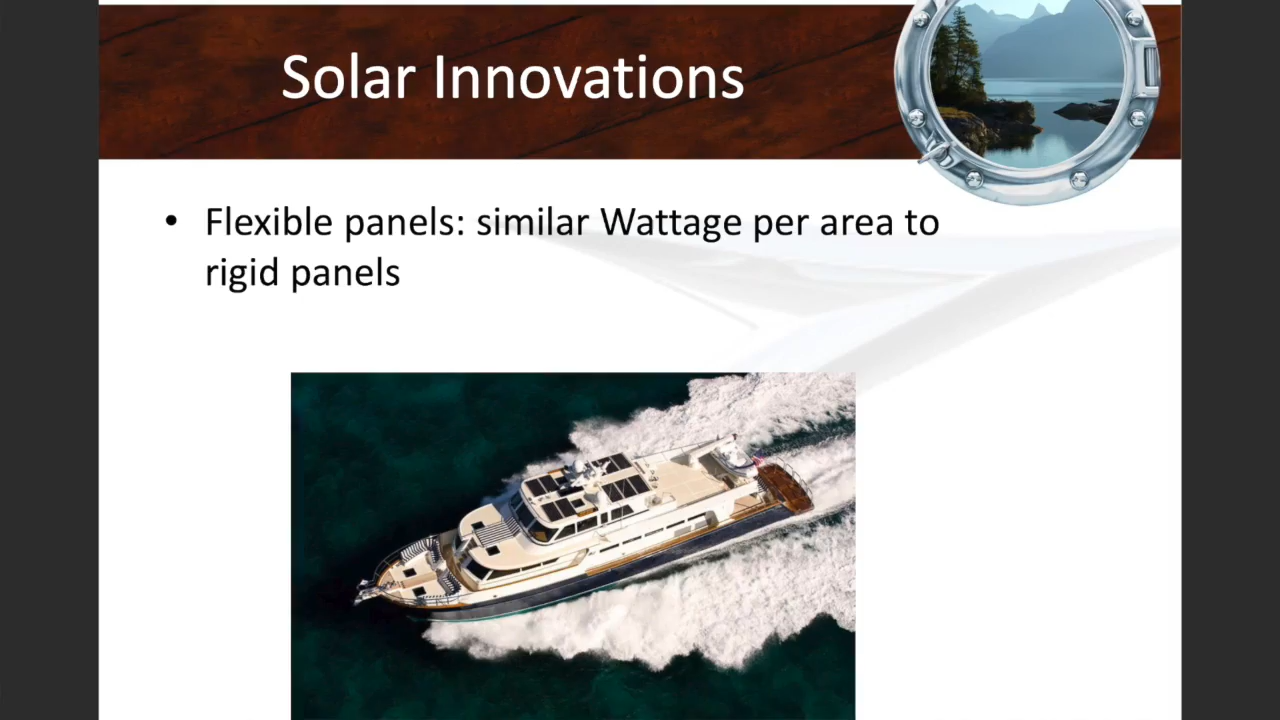 Solar Innovations
• Flexible panels: similar Wattage per area to
rigid panels